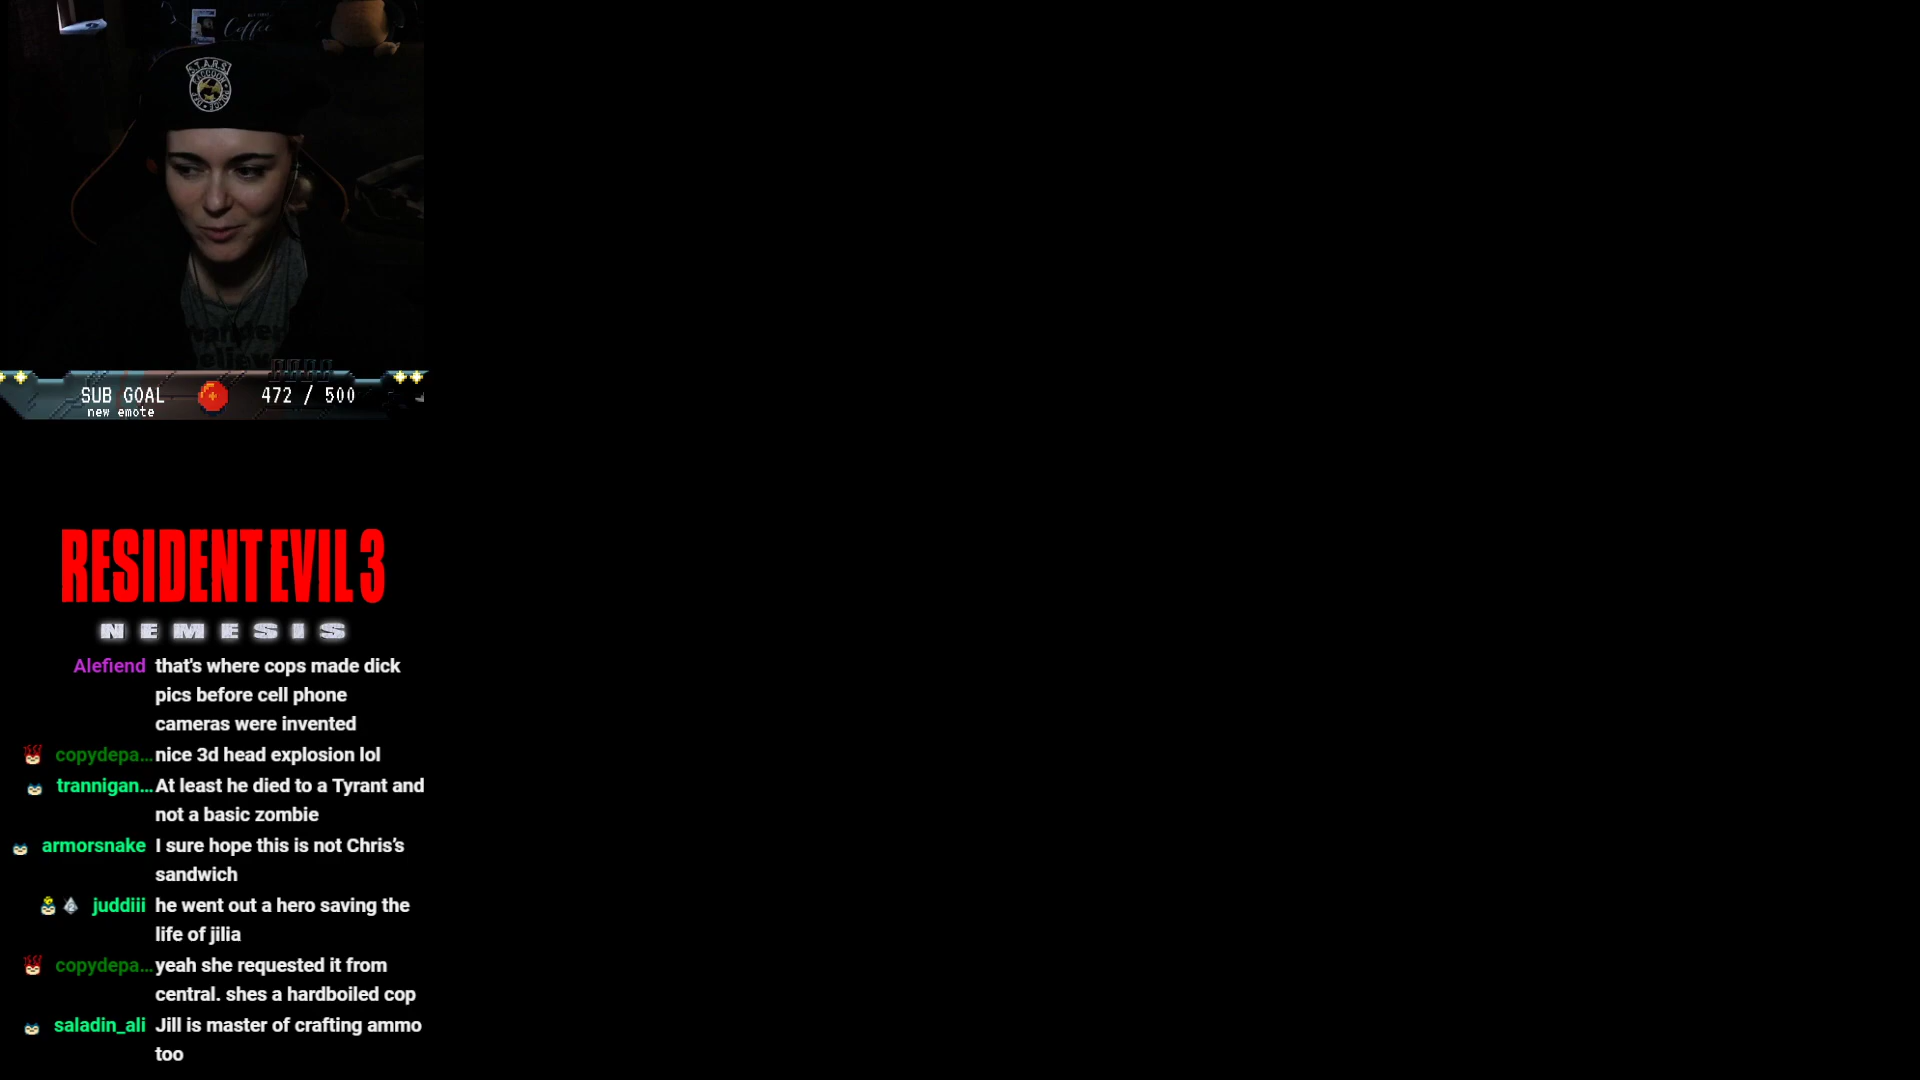 Coffee
S.T.A.R.S.
RACCOON
SUB GOAL
472 / 500
new emote
RESIDENT EVIL 3
NEMESIS
Alefiend that's where cops made dick
pics before cell phone
cameras were invented
copydepa... nice 3d head explosion lol
trannigan... At least he died to a Tyrant and
not a basic zombie
armorsnake I sure hope this is not Chris's
sandwich
juddiii he went out a hero saving the
life of jilia
copydepa... yeah she requested it from
central. shes a hardboiled cop
saladin_ali Jill is master of crafting ammo
too